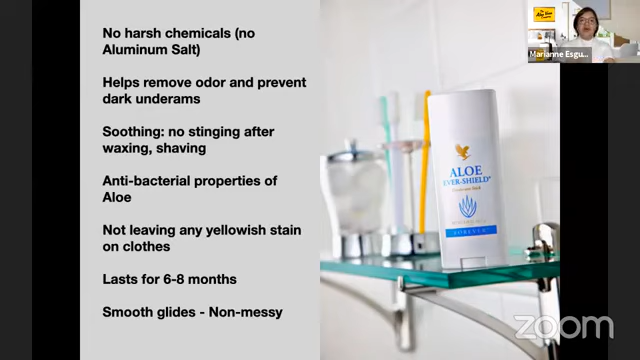 No harsh chemicals (no
Aluminum Salt)
Helps remove odor and prevent
dark underams
Soothing: no stinging after
waxing, shaving
Anti-bacterial properties of
Aloe
Not leaving any yellowish stain
on clothes
Lasts for 6-8 months
Smooth glides - Non-messy
ALOE
EVER-SHIELD
FOREVER
Marianne Esgu...
zoom